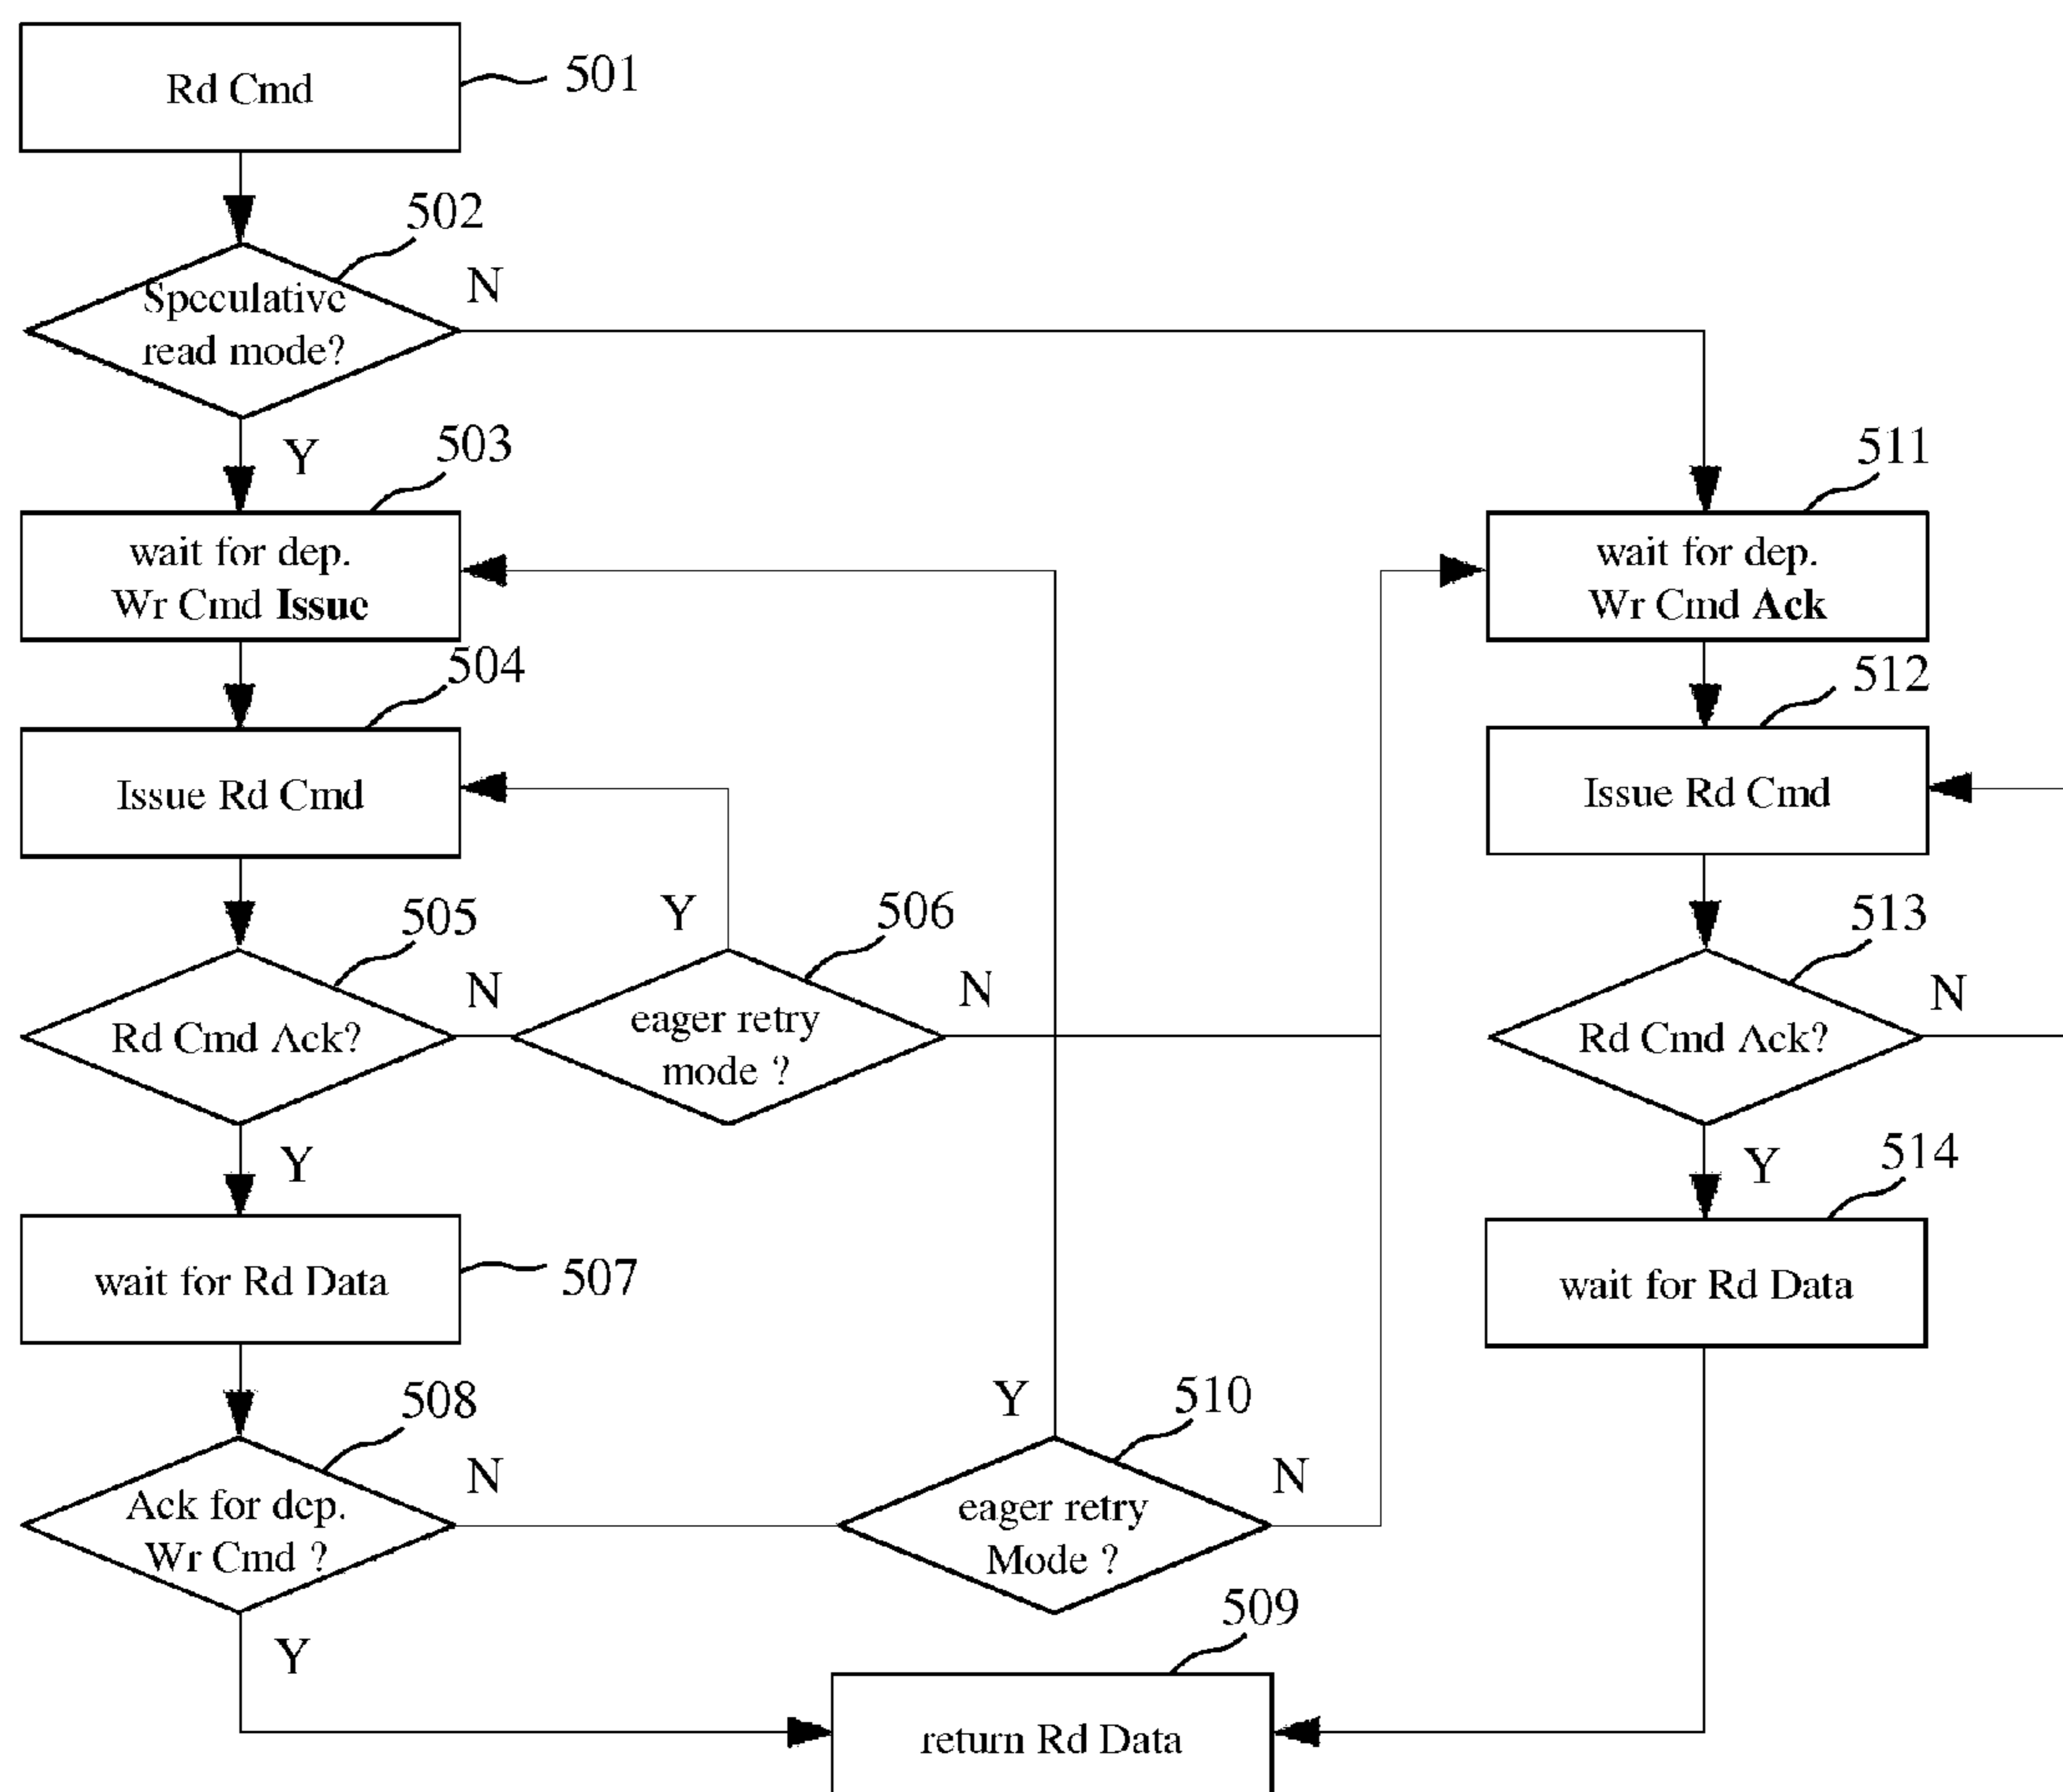 Rd Cmd
501
502
Speculative
read mode?
N
Y
503
wait for dep.
Wr Cmd Issue
511
wait for dep.
Wr Cmd Ack
504
Issue Rd Cmd
512
Issue Rd Cmd
505
Rd Cmd Ack?
N
Y
Y
506
eager retry
mode ?
N
513
Rd Cmd Ack?
N
Y
507
wait for Rd Data
514
wait for Rd Data
508
Ack for dep.
Wr Cmd ?
N
Y
Y
510
eager retry
Mode ?
N
509
return Rd Data